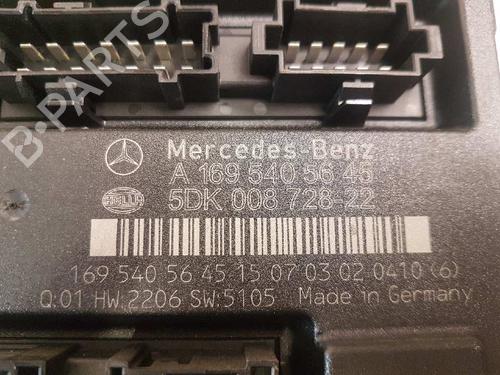 B-PARTS
Mercedes-Benz
A 169 540 56 45
HELLA
5DK 008 728-22
169 540 56 45 15 07 03 02 0410 (6)
Q:01 HW:2206 SW:5105 Made in Germany